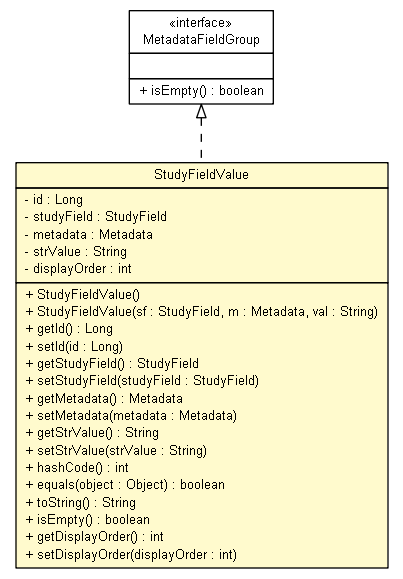 «interface»
MetadataFieldGroup
+ isEmpty() : boolean
StudyFieldValue
- id : Long
- studyField : StudyField
- metadata : Metadata
- strValue : String
- displayOrder : int
+ StudyFieldValue()
+ StudyFieldValue(sf : StudyField, m : Metadata, val : String)
+ getId() : Long
+ setId(id : Long)
+ getStudyField() : StudyField
+ setStudyField(studyField : StudyField)
+ getMetadata() : Metadata
+ setMetadata(metadata : Metadata)
+ getStrValue() : String
+ setStrValue(strValue : String)
+ hashCode() : int
+ equals(object : Object) : boolean
+ toString() : String
+ isEmpty() : boolean
+ getDisplayOrder() : int
+ setDisplayOrder(displayOrder : int)